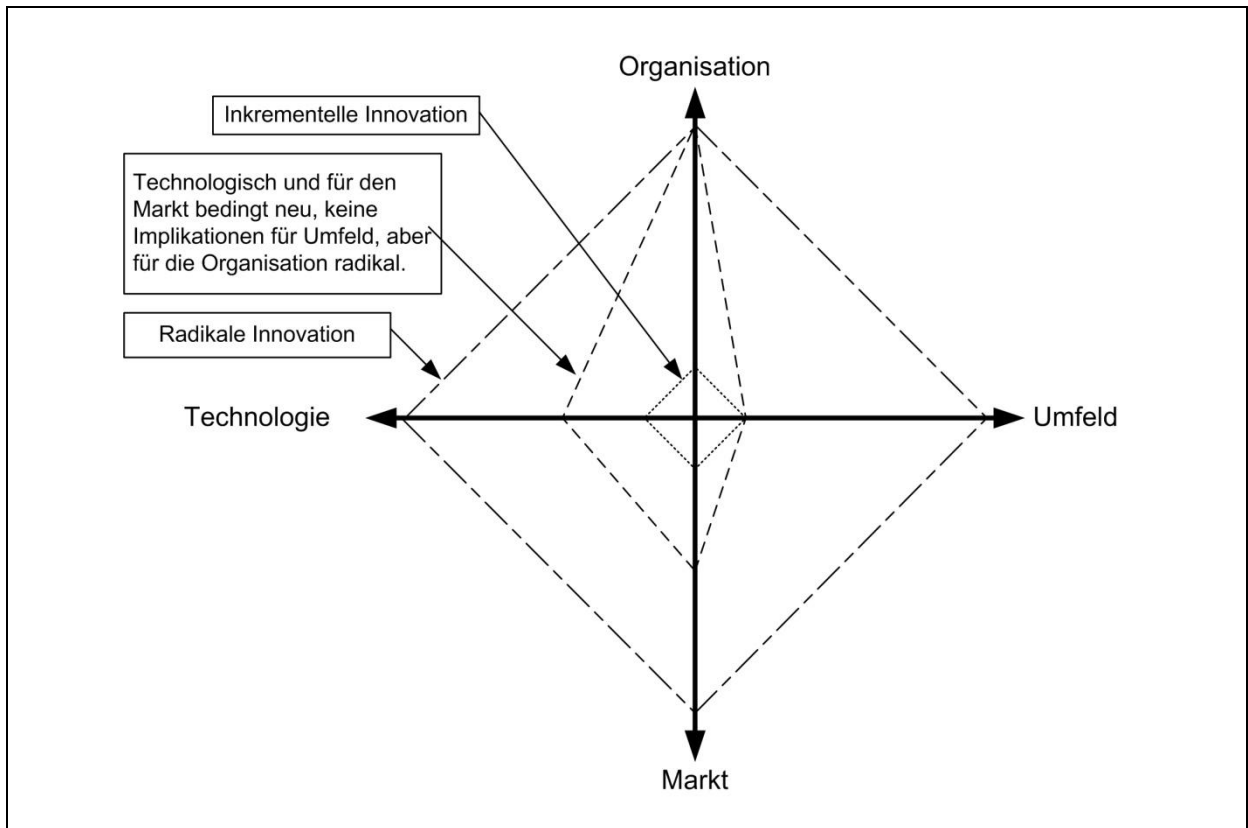 Organisation
Inkrementelle Innovation
Technologisch und für den
Markt bedingt neu, keine
Implikationen für Umfeld, aber
für die Organisation radikal.
Radikale Innovation
Technologie
Umfeld
Markt